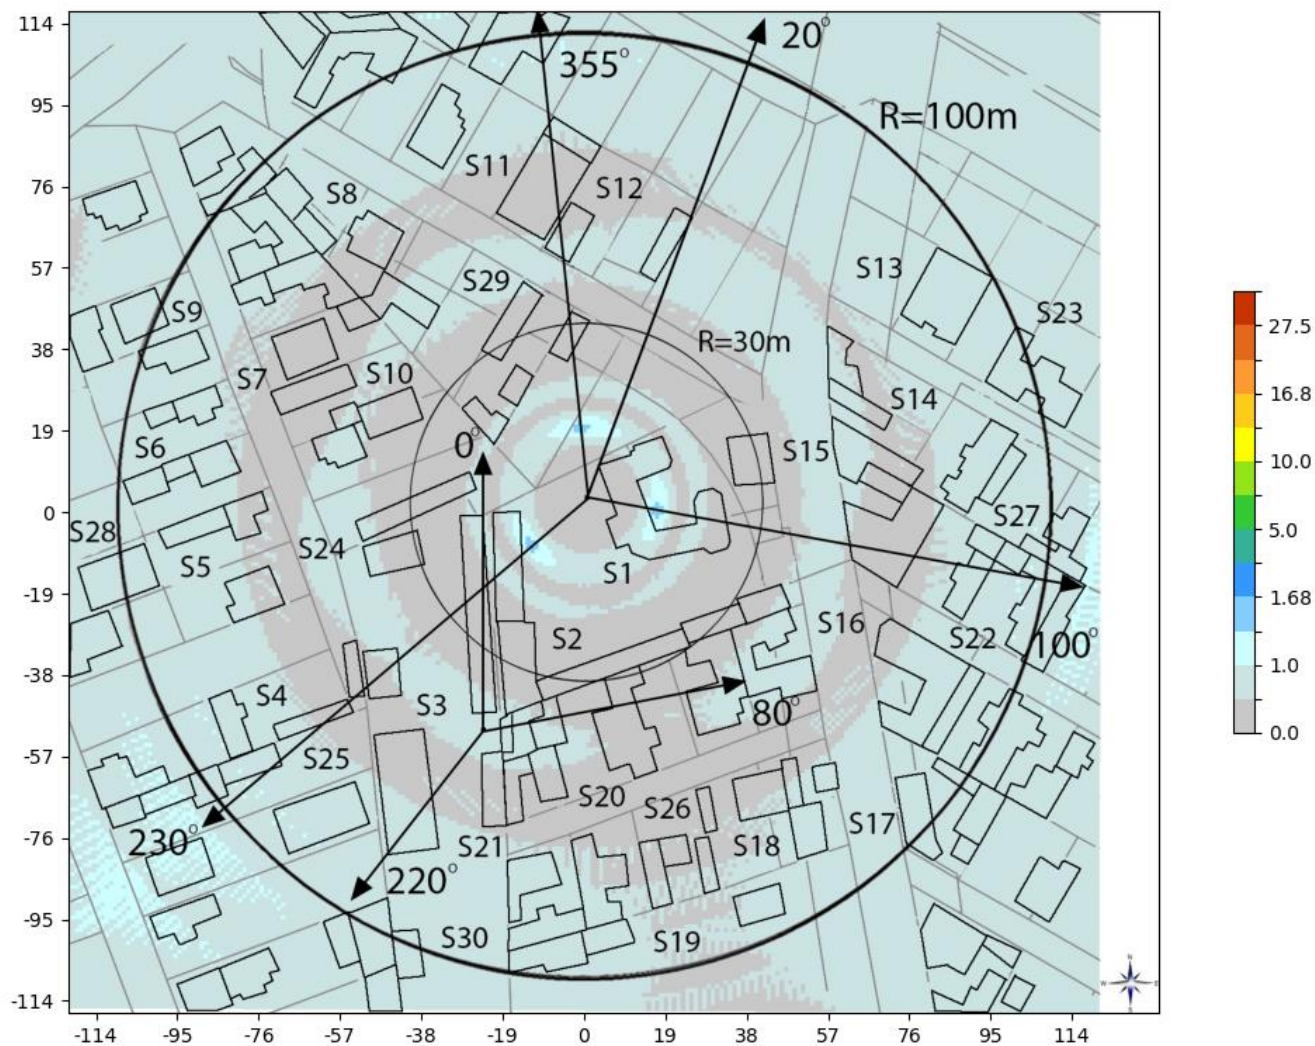 114
20°
355°
95
R=100m
S11
76
S12
S8
57
S13
S29
S9
S23
38
R=30m
S7
S10
S14
19
S6
0°
S15
0
S28
S27
S24
S5
S1
-19
S2
S16
S22
100°
-38
S4
S3
80°
-57
S25
S20
S26
-76
S17
230°
S21
S18
220°
-95
S30
S19
-114
-114 -95 -76 -57 -38 -19 0 19 38 57 76 95 114
27.5
16.8
10.0
5.0
1.68
1.0
0.0
N
W E